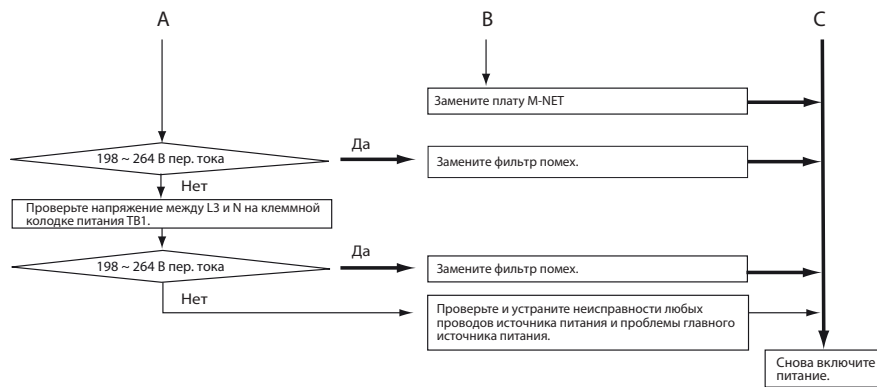 A
B
C
Замените плату M-NET
Да
198 ~ 264 В пер. тока
Замените фильтр помех.
Нет
Проверьте напряжение между L3 и N на клеммной
колодке питания TB1.
Да
198 ~ 264 В пер. тока
Замените фильтр помех.
Нет
Проверьте и устраните неисправности любых
проводов источника питания и проблемы главного
источника питания.
Снова включите
питание.